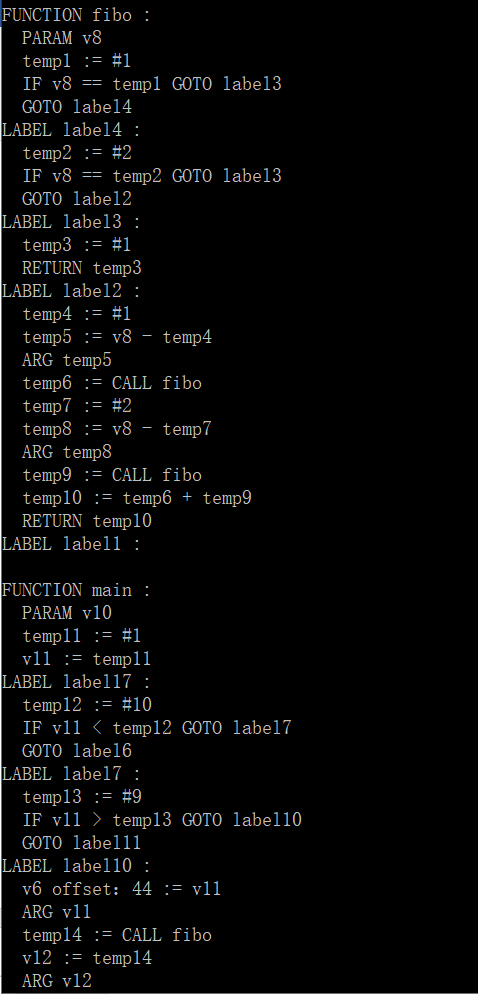 FUNCTION fibo :
  PARAM v8
  temp1 := #1
  IF v8 == temp1 GOTO label3
  GOTO label4
LABEL label4 :
  temp2 := #2
  IF v8 == temp2 GOTO label3
  GOTO label2
LABEL label3 :
  temp3 := #1
  RETURN temp3
LABEL label2 :
  temp4 := #1
  temp5 := v8 - temp4
  ARG temp5
  temp6 := CALL fibo
  temp7 := #2
  temp8 := v8 - temp7
  ARG temp8
  temp9 := CALL fibo
  temp10 := temp6 + temp9
  RETURN temp10
LABEL label1 :

FUNCTION main :
  PARAM v10
  temp11 := #1
  v11 := temp11
LABEL label17 :
  temp12 := #10
  IF v11 < temp12 GOTO label7
  GOTO label6
LABEL label7 :
  temp13 := #9
  IF v11 > temp13 GOTO label10
  GOTO label11
LABEL label10 :
  v6 offset: 44 := v11
  ARG v11
  temp14 := CALL fibo
  v12 := temp14
  ARG v12